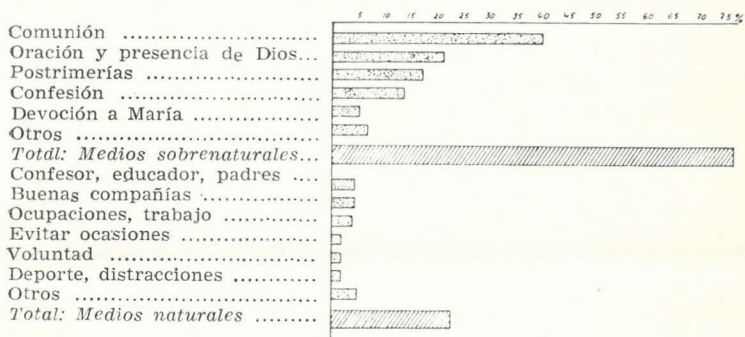 5 10 15 20 25 30 35 40 45 50 55 60 65 70 75 %
Comunión ....................
Oración y presencia de Dios...
Postrimerías ....................
Confesión ........................
Devoción a María ...............
Otros .............................
Total: Medios sobrenaturales...
Confesor, educador, padres ....
Buenas compañías ..............
Ocupaciones, trabajo ............
Evitar ocasiones .................
Voluntad .........................
Deporte, distracciones ..........
Otros .............................
Total: Medios naturales ........